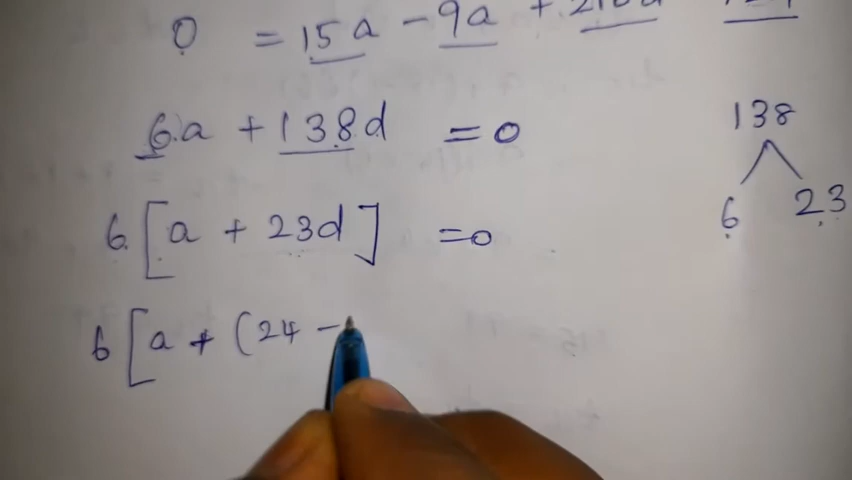 0 = 15a - 9a +
6a + 138d = 0
138
6 23
6[a + 23d] = 0
6[a + (24 -